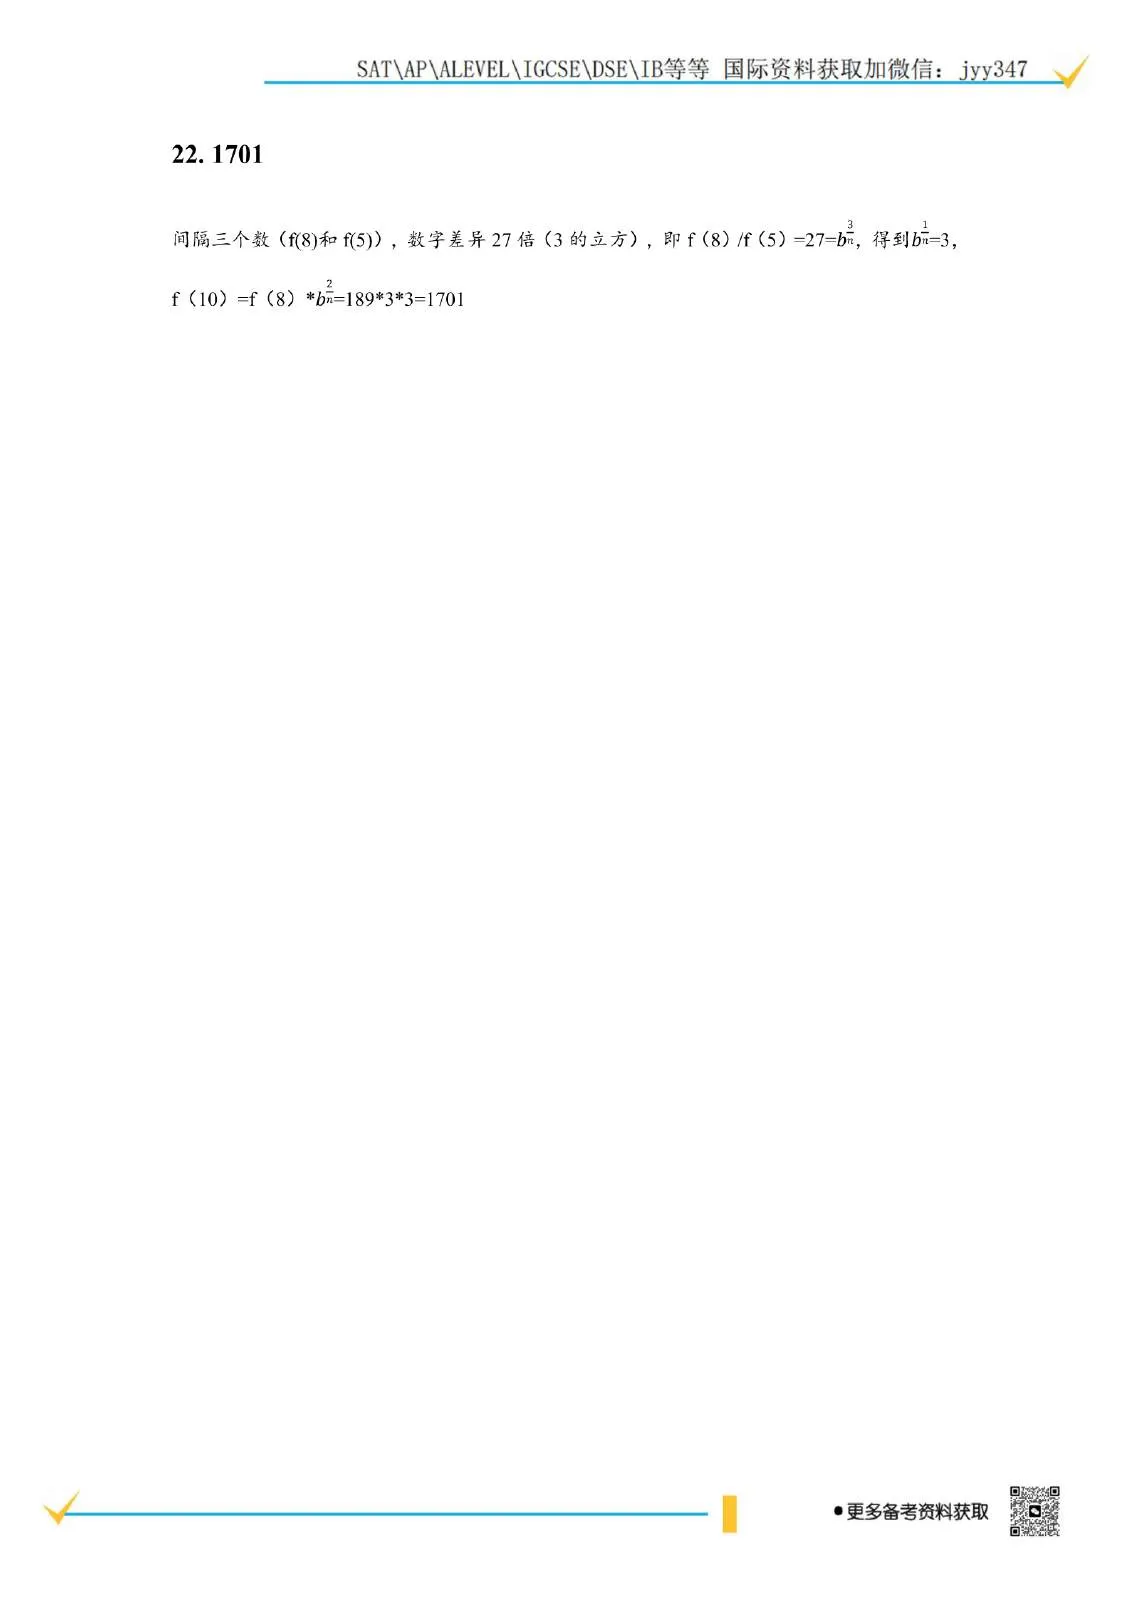 SAT\AP\ALEVEL\IGCSE\DSE\IB等等 国际资料获取加微信：jyy347
22. 1701
间隔三个数（f(8)和 f(5)），数字差异 27 倍（3 的立方），即 f（8）/f（5）=27=b^{3/n}，得到b^{1/n}=3，
f（10）=f（8）*b^{2/n}=189*3*3=1701
•更多备考资料获取